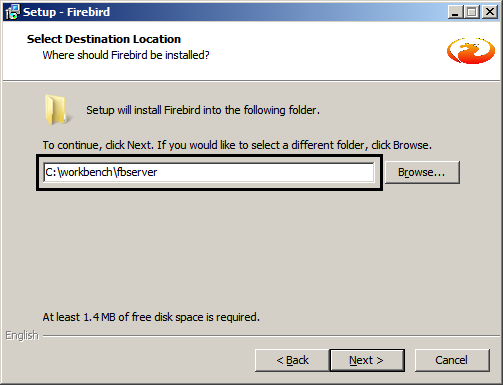 Setup - Firebird
Select Destination Location
Where should Firebird be installed?
Setup will install Firebird into the following folder.
To continue, click Next. If you would like to select a different folder, click Browse.
C:\workbench\fbserver
Browse...
At least 1.4 MB of free disk space is required.
English
< Back
Next >
Cancel